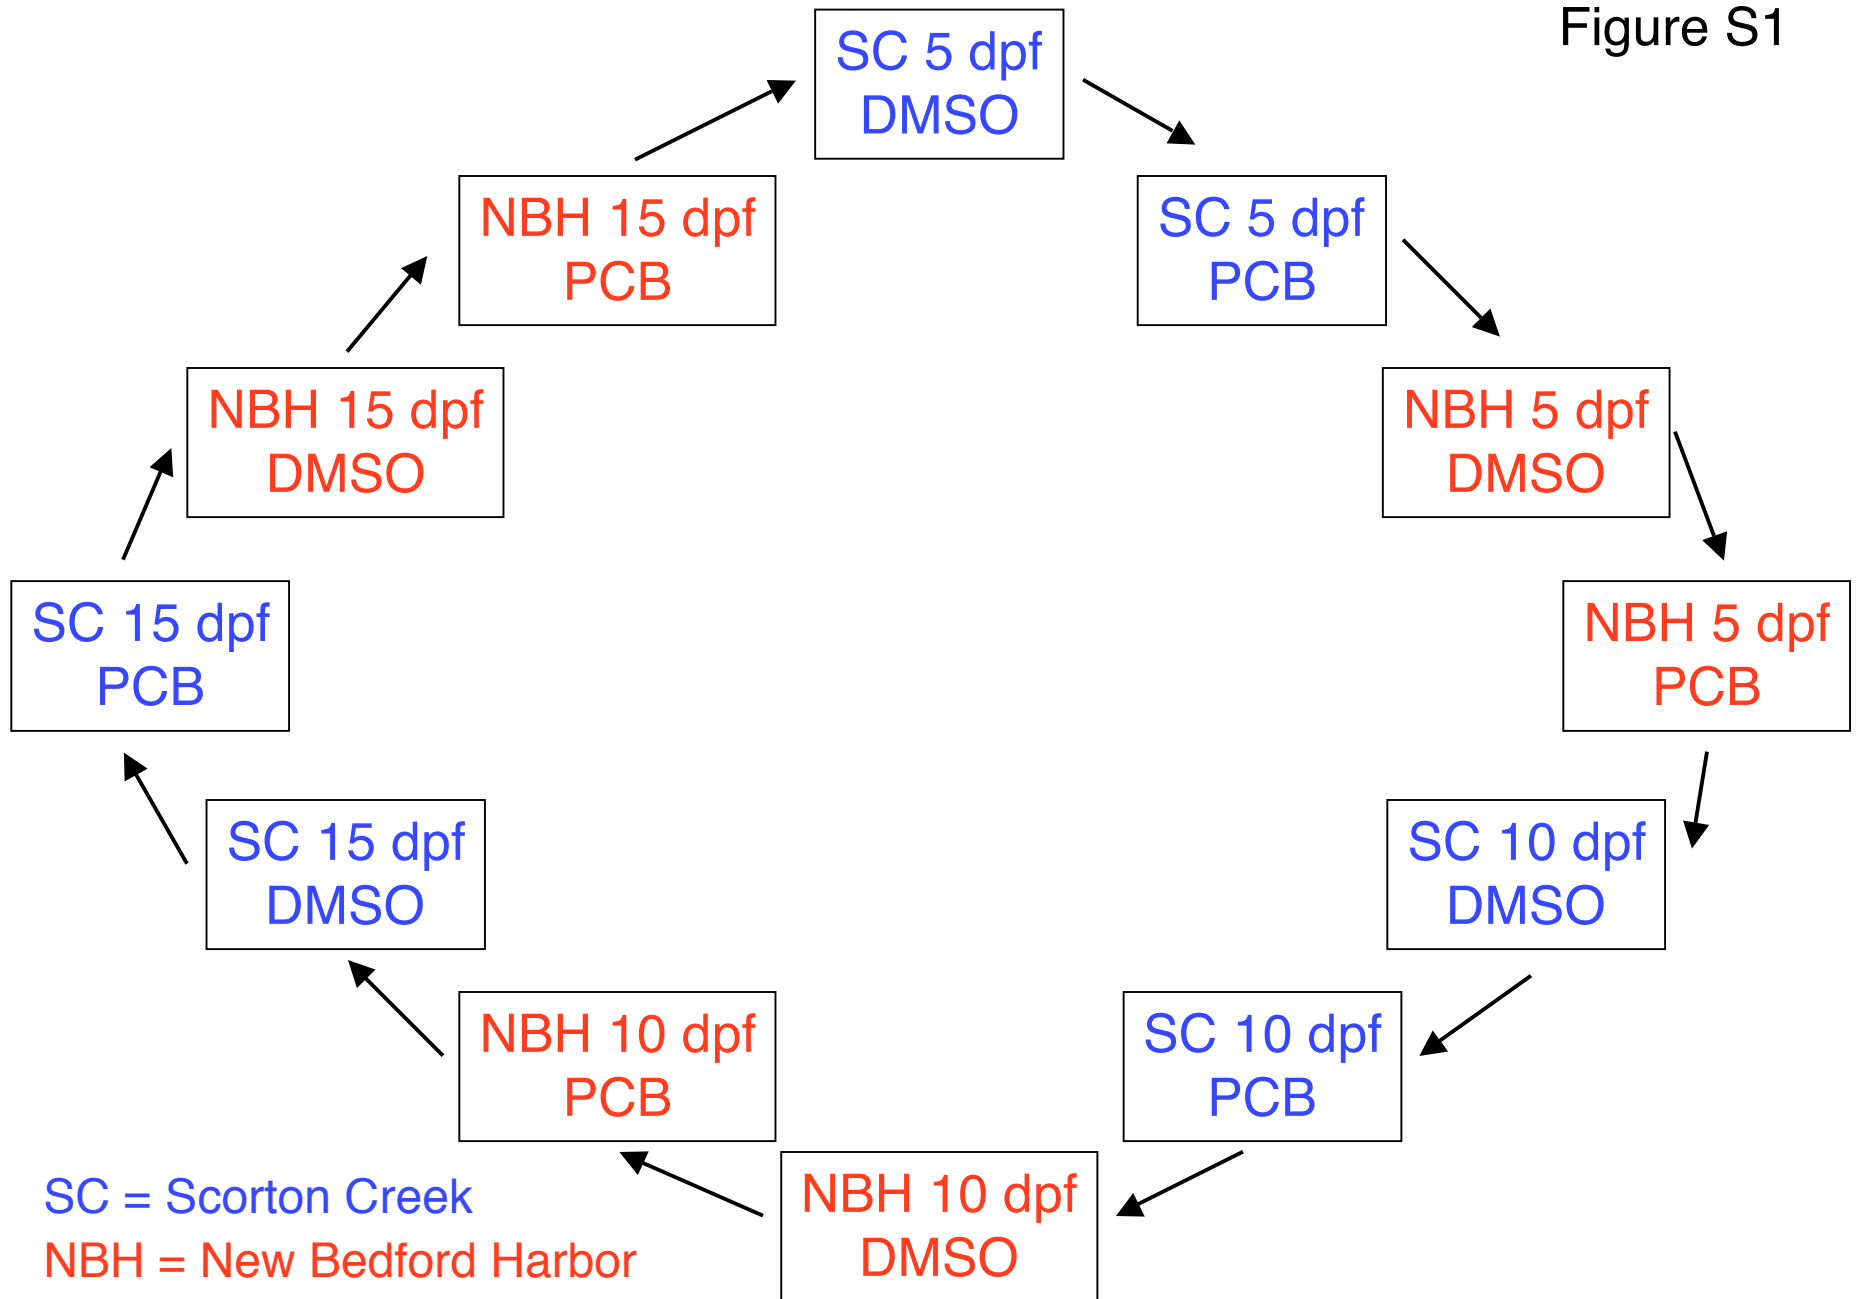 Figure S1
SC 5 dpf
DMSO
SC 5 dpf
PCB
NBH 5 dpf
DMSO
NBH 5 dpf
PCB
SC 10 dpf
DMSO
SC 10 dpf
PCB
NBH 10 dpf
DMSO
NBH 10 dpf
PCB
SC 15 dpf
DMSO
SC 15 dpf
PCB
NBH 15 dpf
DMSO
NBH 15 dpf
PCB
SC = Scorton Creek
NBH = New Bedford Harbor